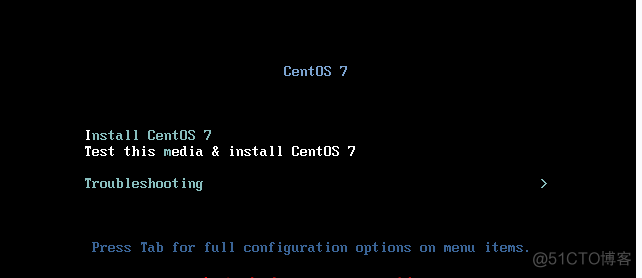 CentOS 7
Install CentOS 7
Test this media & install CentOS 7
Troubleshooting >
Press Tab for full configuration options on menu items.
@51CTO博客